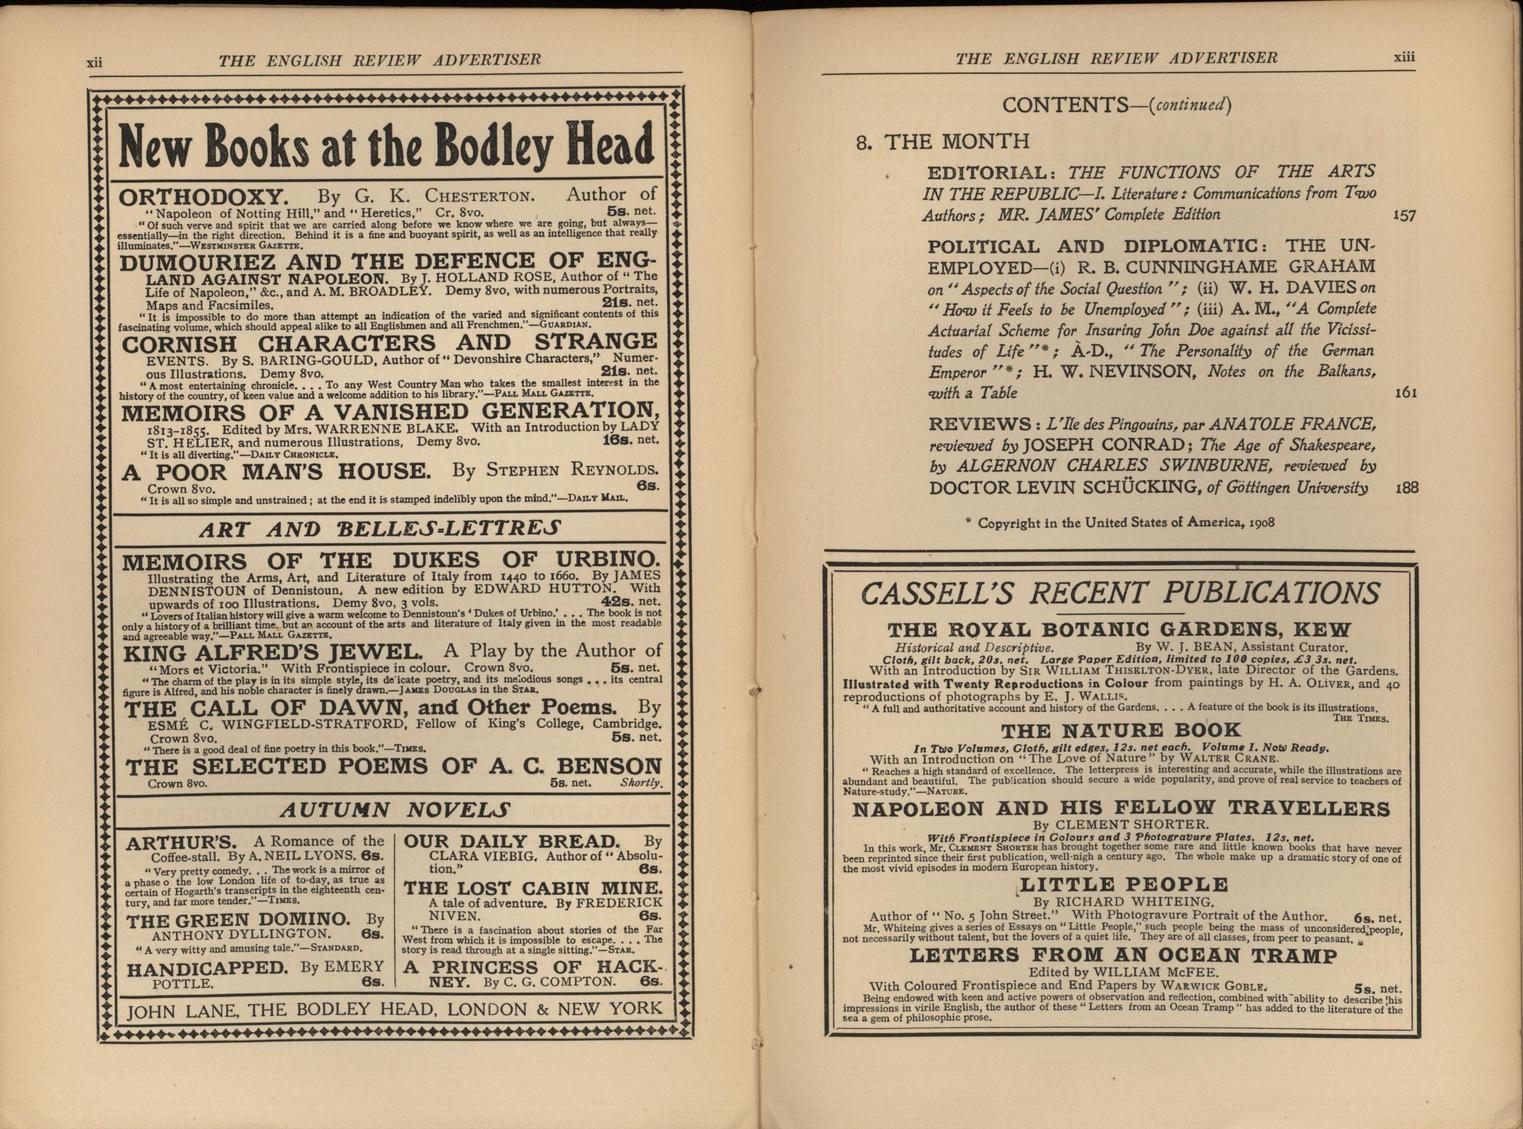 xii
THE ENGLISH REVIEW ADVERTISER
New Books at the Bodley Head
ORTHODOXY. By G. K. CHESTERTON. Author of
"Napoleon of Notting Hill," and "Heretics," Cr. 8vo. 5s. net.
"Of such verve and spirit that we are carried along before we know where we are going, but always—
essentially—in the right direction. Behind it is a fine and buoyant spirit, as well as an intelligence that really
illuminates."—WESTMINSTER GAZETTE.
DUMOURIEZ AND THE DEFENCE OF ENG-
LAND AGAINST NAPOLEON. By J. HOLLAND ROSE, Author of "The
Life of Napoleon," &c., and A. M. BROADLEY. Demy 8vo, with numerous Portraits,
Maps and Facsimiles. 21s. net.
"It is impossible to do more than attempt an indication of the varied and significant contents of this
fascinating volume, which should appeal alike to all Englishmen and all Frenchmen."—GUARDIAN.
CORNISH CHARACTERS AND STRANGE
EVENTS. By S. BARING-GOULD, Author of "Devonshire Characters," Numer-
ous Illustrations. Demy 8vo. 21s. net.
"A most entertaining chronicle. . . . To any West Country Man who takes the smallest interest in the
history of the country, of keen value and a welcome addition to his library."—PALL MALL GAZETTE.
MEMOIRS OF A VANISHED GENERATION,
1813-1855. Edited by Mrs. WARRENNE BLAKE. With an Introduction by LADY
ST. HELIER, and numerous Illustrations, Demy 8vo. 16s. net.
"It is all diverting."—DAILY CHRONICLE.
A POOR MAN'S HOUSE. By STEPHEN REYNOLDS.
Crown 8vo. 6s.
"It is all so simple and unstrained; at the end it is stamped indelibly upon the mind."—DAILY MAIL.
ART AND BELLES-LETTRES
MEMOIRS OF THE DUKES OF URBINO.
Illustrating the Arms, Art, and Literature of Italy from 1440 to 1660. By JAMES
DENNISTOUN of Dennistoun. A new edition by EDWARD HUTTON. With
upwards of 100 Illustrations. Demy 8vo, 3 vols. 42s. net.
"Lovers of Italian history will give a warm welcome to Dennistoun's 'Dukes of Urbino.' . . . The book is not
only a history of a brilliant time, but an account of the arts and literature of Italy given in the most readable
and agreeable way."—PALL MALL GAZETTE.
KING ALFRED'S JEWEL. A Play by the Author of
"Mors et Victoria." With Frontispiece in colour. Crown 8vo. 5s. net.
"The charm of the play is in its simple style, its delicate poetry, and its melodious songs . . . its central
figure is Alfred, and his noble character is finely drawn.—JAMES DOUGLAS in the STAR.
THE CALL OF DAWN, and Other Poems. By
ESMÉ C. WINGFIELD-STRATFORD, Fellow of King's College, Cambridge.
Crown 8vo. 5s. net.
"There is a good deal of fine poetry in this book."—TIMES.
THE SELECTED POEMS OF A. C. BENSON
Crown 8vo. 5s. net. Shortly.
AUTUMN NOVELS
ARTHUR'S. A Romance of the
Coffee-stall. By A. NEIL LYONS. 6s.
"Very pretty comedy. . . The work is a mirror of
a phase o the low London life of to-day, as true as
certain of Hogarth's transcripts in the eighteenth cen-
tury, and far more tender."—TIMES.
THE GREEN DOMINO. By
ANTHONY DYLLINGTON. 6s.
"A very witty and amusing tale."—STANDARD.
HANDICAPPED. By EMERY
POTTLE. 6s.
OUR DAILY BREAD. By
CLARA VIEBIG. Author of "Absolu-
tion." 6s.
THE LOST CABIN MINE.
A tale of adventure. By FREDERICK
NIVEN. 6s.
"There is a fascination about stories of the Far
West from which it is impossible to escape. . . . The
story is read through at a single sitting."—STAR.
A PRINCESS OF HACK-
NEY. By C. G. COMPTON. 6s.
JOHN LANE, THE BODLEY HEAD, LONDON & NEW YORK
THE ENGLISH REVIEW ADVERTISER
xiii
CONTENTS—(continued)
8. THE MONTH
EDITORIAL: THE FUNCTIONS OF THE ARTS
IN THE REPUBLIC—I. Literature: Communications from Two
Authors; MR. JAMES' Complete Edition 157
POLITICAL AND DIPLOMATIC: THE UN-
EMPLOYED—(i) R. B. CUNNINGHAME GRAHAM
on "Aspects of the Social Question"; (ii) W. H. DAVIES on
"How it Feels to be Unemployed"; (iii) A. M., "A Complete
Actuarial Scheme for Insuring John Doe against all the Vicissi-
tudes of Life"*; À-D., "The Personality of the German
Emperor"*; H. W. NEVINSON, Notes on the Balkans,
with a Table 161
REVIEWS: L'Ile des Pingouins, par ANATOLE FRANCE,
reviewed by JOSEPH CONRAD; The Age of Shakespeare,
by ALGERNON CHARLES SWINBURNE, reviewed by
DOCTOR LEVIN SCHÜCKING, of Göttingen University 188
* Copyright in the United States of America, 1908
CASSELL'S RECENT PUBLICATIONS
THE ROYAL BOTANIC GARDENS, KEW
Historical and Descriptive. By W. J. BEAN, Assistant Curator.
Cloth, gilt back, 20s. net. Large Paper Edition, limited to 100 copies, £3 3s. net.
With an Introduction by SIR WILLIAM THISELTON-DYER, late Director of the Gardens.
Illustrated with Twenty Reproductions in Colour from paintings by H. A. OLIVER, and 40
reproductions of photographs by E. J. WALLIS.
"A full and authoritative account and history of the Gardens. . . . A feature of the book is its illustrations.
THE TIMES.
THE NATURE BOOK
In Two Volumes, Cloth, gilt edges, 12s. net each. Volume I. Now Ready.
With an Introduction on "The Love of Nature" by WALTER CRANE.
"Reaches a high standard of excellence. The letterpress is interesting and accurate, while the illustrations are
abundant and beautiful. The publication should secure a wide popularity, and prove of real service to teachers of
Nature-study."—NATURE.
NAPOLEON AND HIS FELLOW TRAVELLERS
By CLEMENT SHORTER.
With Frontispiece in Colours and 3 Photogravure Plates. 12s. net.
In this work, Mr. CLEMENT SHORTER has brought together some rare and little known books that have never
been reprinted since their first publication, well-nigh a century ago. The whole make up a dramatic story of one of
the most vivid episodes in modern European history.
LITTLE PEOPLE
By RICHARD WHITEING.
Author of "No. 5 John Street." With Photogravure Portrait of the Author. 6s. net.
Mr. Whiteing gives a series of Essays on "Little People," such people being the mass of unconsidered people,
not necessarily without talent, but the lovers of a quiet life. They are of all classes, from peer to peasant.
LETTERS FROM AN OCEAN TRAMP
Edited by WILLIAM McFEE.
With Coloured Frontispiece and End Papers by WARWICK GOBLE. 5s. net.
Being endowed with keen and active powers of observation and reflection, combined with ability to describe his
impressions in virile English, the author of these "Letters from an Ocean Tramp" has added to the literature of the
sea a gem of philosophic prose.